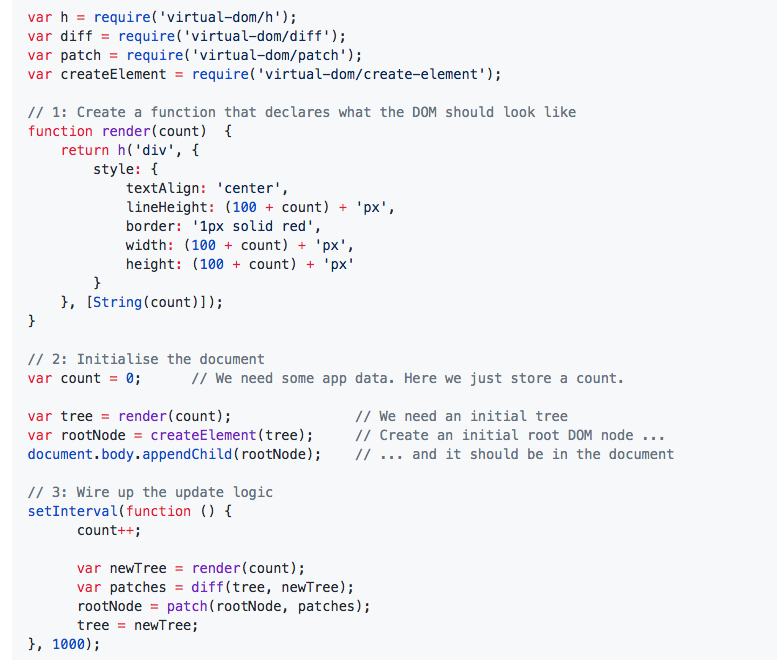 var h = require('virtual-dom/h');
var diff = require('virtual-dom/diff');
var patch = require('virtual-dom/patch');
var createElement = require('virtual-dom/create-element');

// 1: Create a function that declares what the DOM should look like
function render(count)  {
    return h('div', {
        style: {
            textAlign: 'center',
            lineHeight: (100 + count) + 'px',
            border: '1px solid red',
            width: (100 + count) + 'px',
            height: (100 + count) + 'px'
        }
    }, [String(count)]);
}

// 2: Initialise the document
var count = 0;      // We need some app data. Here we just store a count.

var tree = render(count);               // We need an initial tree
var rootNode = createElement(tree);     // Create an initial root DOM node ...
document.body.appendChild(rootNode);    // ... and it should be in the document

// 3: Wire up the update logic
setInterval(function () {
      count++;

      var newTree = render(count);
      var patches = diff(tree, newTree);
      rootNode = patch(rootNode, patches);
      tree = newTree;
}, 1000);